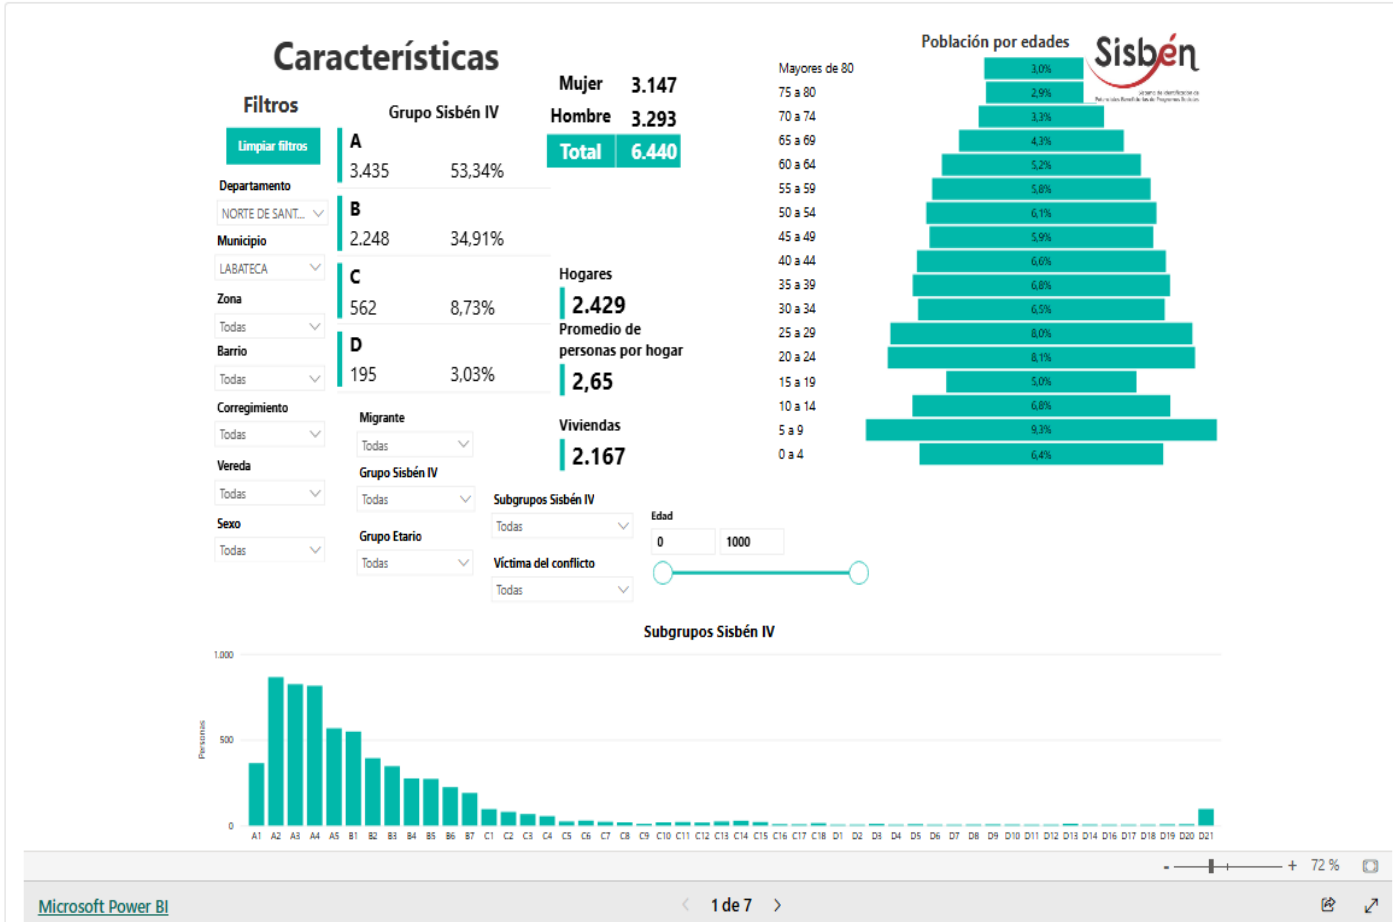 Características
Filtros
Limpiar filtros
Departamento
NORTE DE SANT...
Municipio
LABATECA
Zona
Todas
Barrio
Todas
Corregimiento
Todas
Vereda
Todas
Sexo
Todas
Grupo Sisbén IV
A
3.435 53,34%
B
2.248 34,91%
C
562 8,73%
D
195 3,03%
Migrante
Todas
Grupo Sisbén IV
Todas
Grupo Etario
Todas
Subgrupos Sisbén IV
Todas
Víctima del conflicto
Todas
Mujer 3.147
Hombre 3.293
Total 6.440
Hogares
2.429
Promedio de
personas por hogar
2,65
Viviendas
2.167
Edad
0 1000
Población por edades
Sisbén
Mayores de 80 3,0%
75 a 80 2,9%
70 a 74 3,3%
65 a 69 4,3%
60 a 64 5,2%
55 a 59 5,8%
50 a 54 6,1%
45 a 49 5,9%
40 a 44 6,6%
35 a 39 6,8%
30 a 34 6,5%
25 a 29 8,0%
20 a 24 8,1%
15 a 19 5,0%
10 a 14 6,8%
5 a 9 9,3%
0 a 4 6,4%
Subgrupos Sisbén IV
Personas
1.000
500
0
A1 A2 A3 A4 A5 B1 B2 B3 B4 B5 B6 B7 C1 C2 C3 C4 C5 C6 C7 C8 C9 C10 C11 C12 C13 C14 C15 C16 C17 C18 D1 D2 D3 D4 D5 D6 D7 D8 D9 D10 D11 D12 D13 D14 D16 D17 D18 D19 D20 D21
- + 72 %
Microsoft Power BI
1 de 7